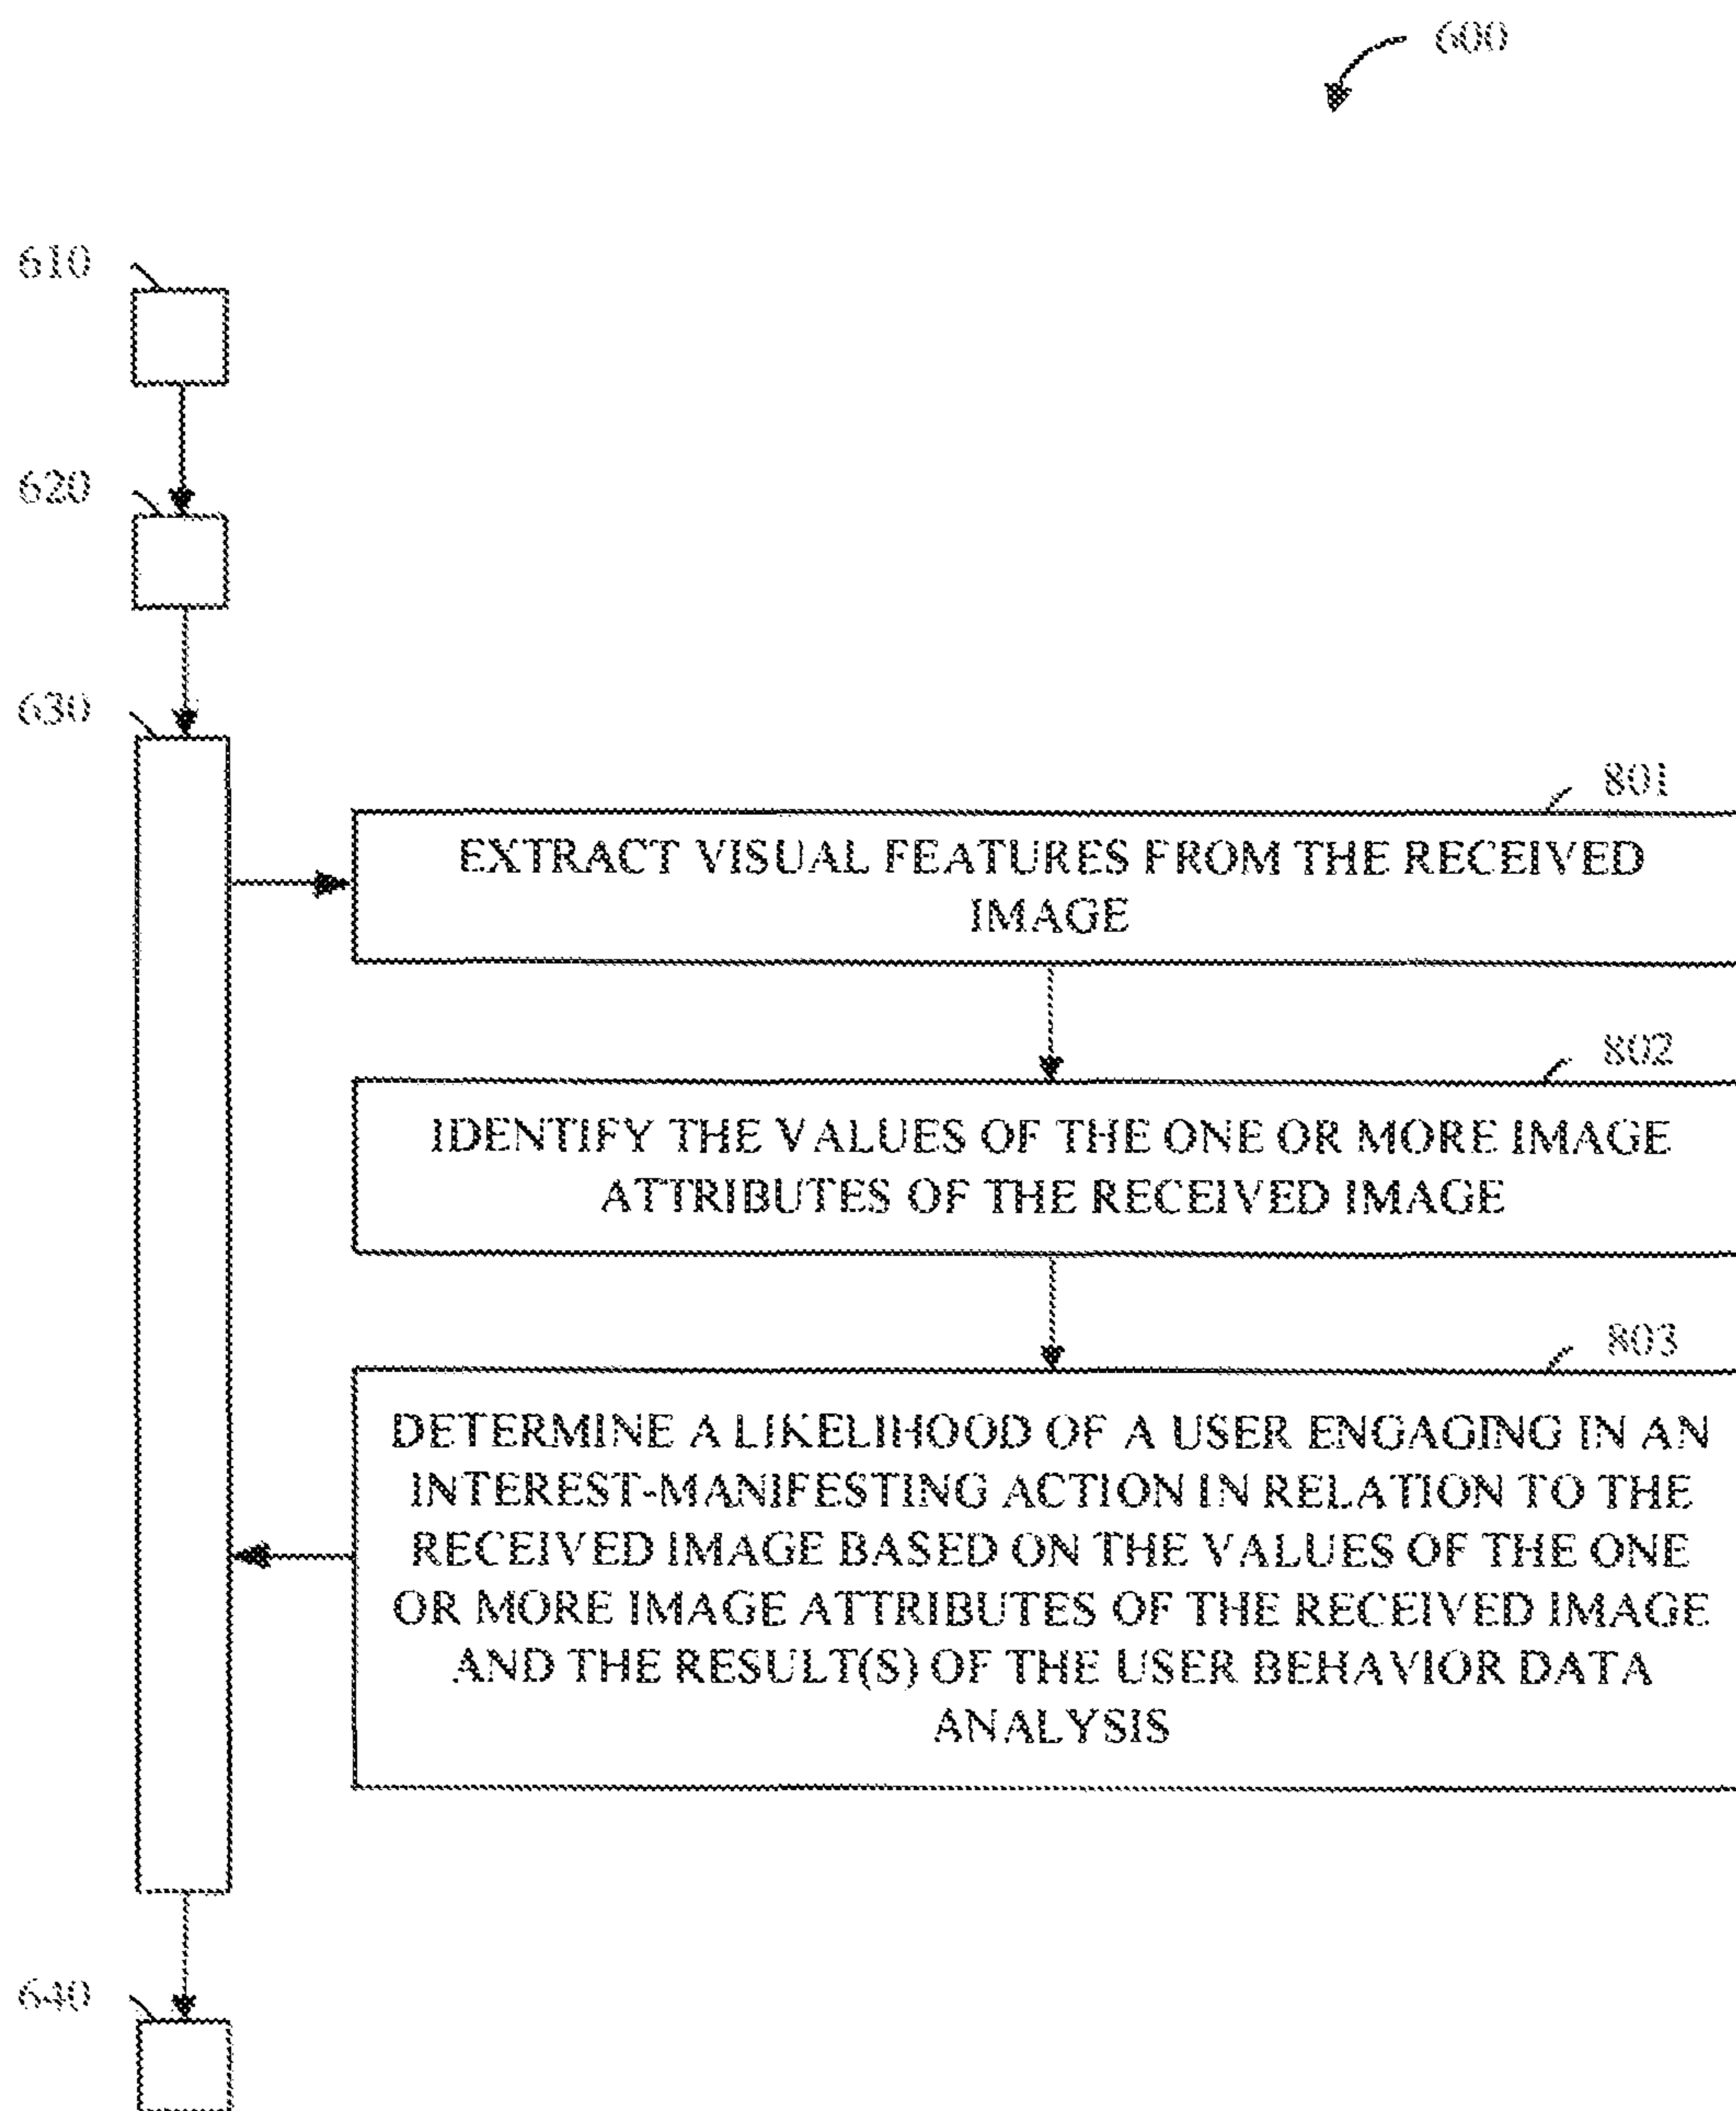 600
610
620
630
801
EXTRACT VISUAL FEATURES FROM THE RECEIVED
IMAGE
802
IDENTIFY THE VALUES OF THE ONE OR MORE IMAGE
ATTRIBUTES OF THE RECEIVED IMAGE
803
DETERMINE A LIKELIHOOD OF A USER ENGAGING IN AN
INTEREST-MANIFESTING ACTION IN RELATION TO THE
RECEIVED IMAGE BASED ON THE VALUES OF THE ONE
OR MORE IMAGE ATTRIBUTES OF THE RECEIVED IMAGE
AND THE RESULT(S) OF THE USER BEHAVIOR DATA
ANALYSIS
640